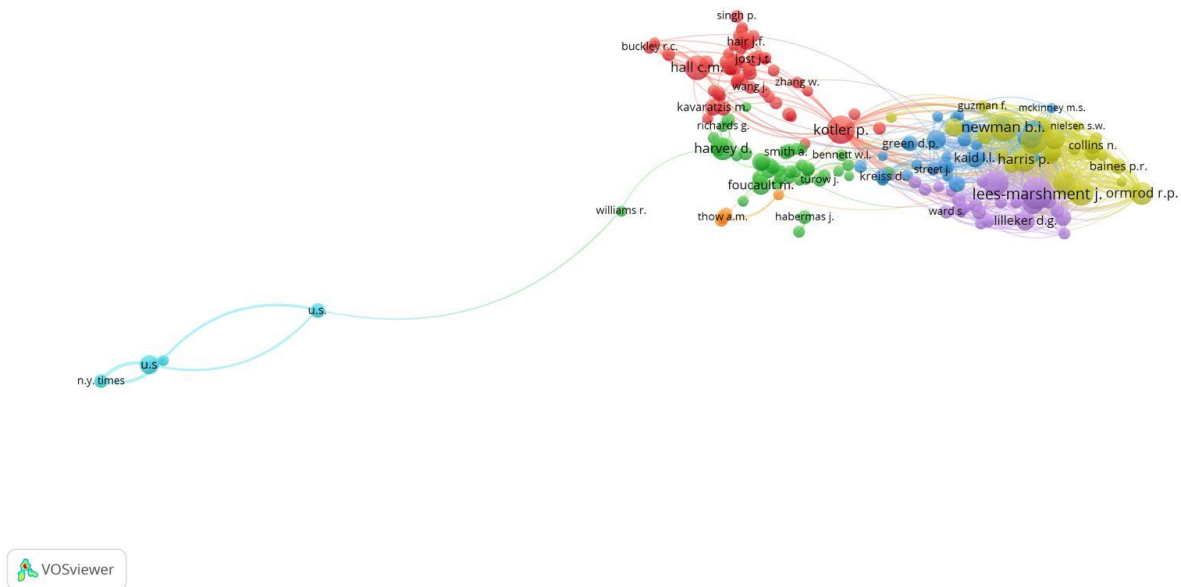 singh p.
buckley r.c.
hair j.f.
hall c.m.
jost j.t.
wang j.
zhang w.
kavaratzis m.
richards g.
kotler p.
guzman f.
mckinney m.s.
newman b.i.
nielsen s.w.
green d.p.
collins n.
harvey d.
smith a.
bennett w.l.
kaid l.l.
harris p.
baines p.r.
foucault m.
turow j.
kreiss d.
street j.
lees-marshment j.
ormrod r.p.
williams r.
thow a.m.
habermas j.
ward s.
lilleker d.g.
u.s.
u.s
n.y. times
VOSviewer